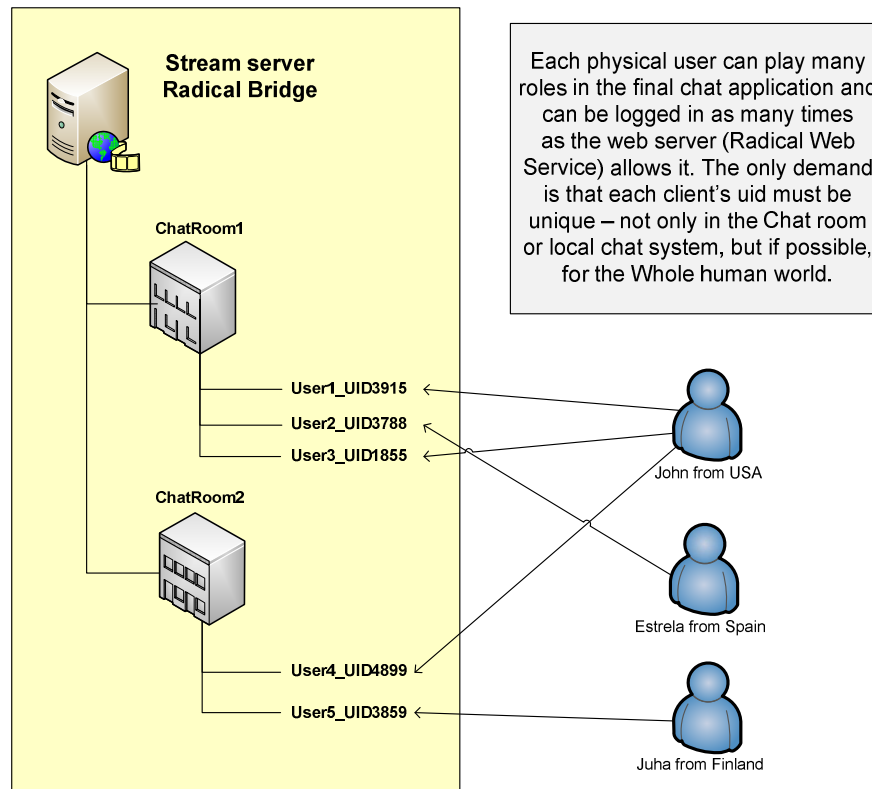 Stream server
Radical Bridge
Each physical user can play many
roles in the final chat application and
can be logged in as many times
as the web server (Radical Web
Service) allows it. The only demand
is that each client's uid must be
unique – not only in the Chat room
or local chat system, but if possible,
for the Whole human world.
ChatRoom1
User1_UID3915
User2_UID3788
User3_UID1855
John from USA
ChatRoom2
Estrela from Spain
User4_UID4899
User5_UID3859
Juha from Finland